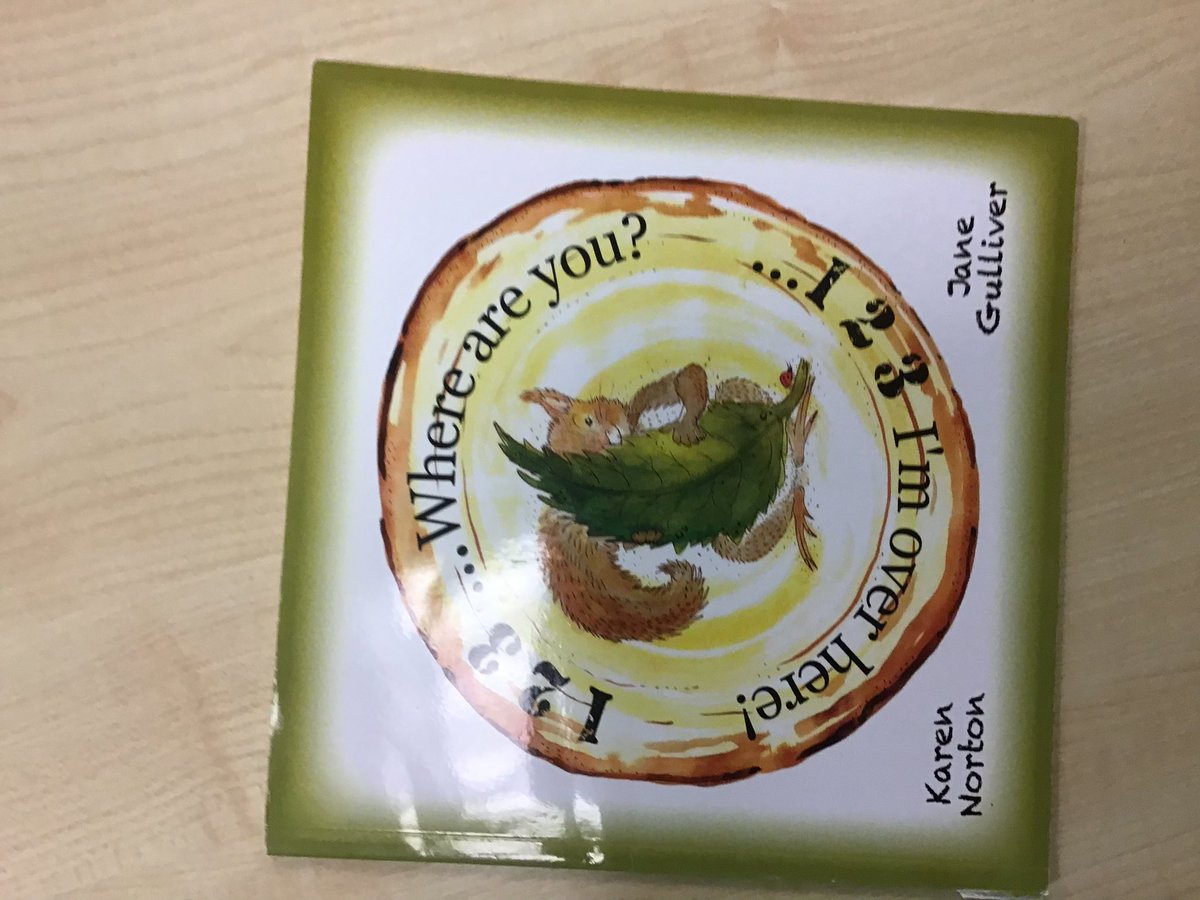 1 2 3 ...Where are you?
...1 2 3 I'm over here!
Karen
Norton
Jane
Gulliver